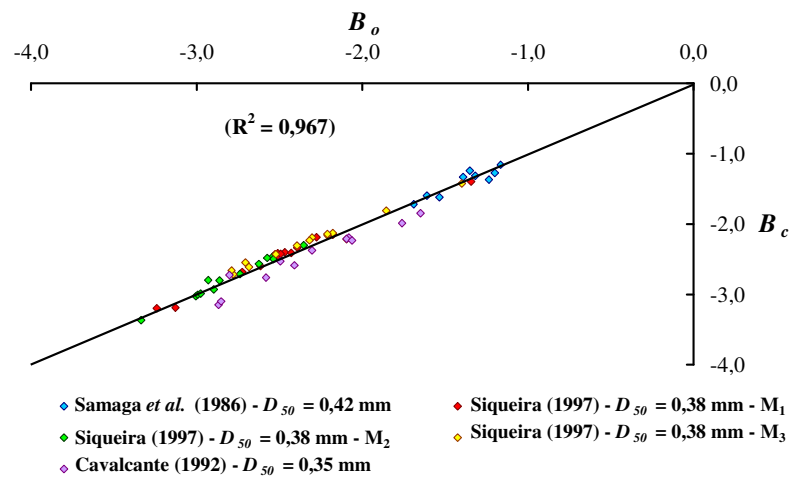 B o
-4,0 -3,0 -2,0 -1,0 0,0
0,0
(R2 = 0,967)
-1,0
-2,0
B c
-3,0
-4,0
Samaga et al. (1986) - D 50 = 0,42 mm
Siqueira (1997) - D 50 = 0,38 mm - M1
Siqueira (1997) - D 50 = 0,38 mm - M2
Siqueira (1997) - D 50 = 0,38 mm - M3
Cavalcante (1992) - D 50 = 0,35 mm